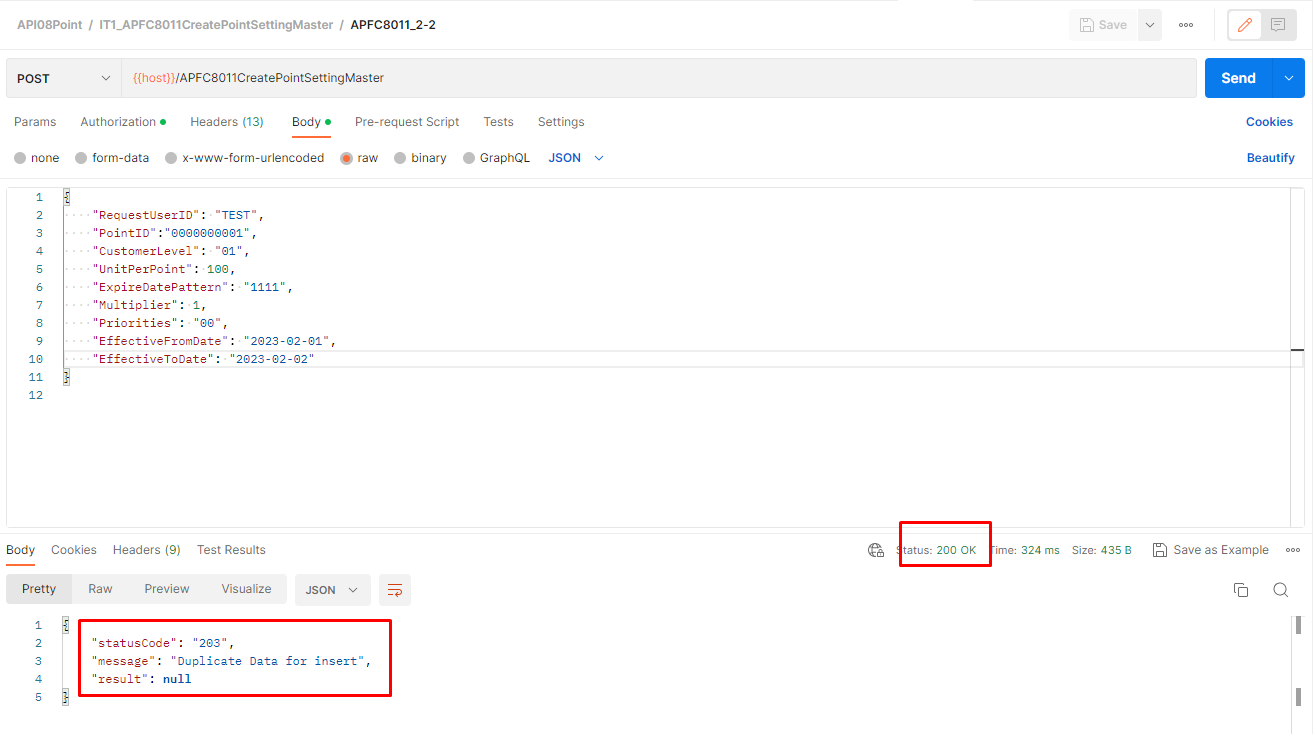 API08Point / IT1_APFC8011CreatePointSettingMaster / APFC8011_2-2
Save
POST
{{host}}/APFC8011CreatePointSettingMaster
Send
Params Authorization Headers (13) Body Pre-request Script Tests Settings Cookies
none form-data x-www-form-urlencoded raw binary GraphQL JSON Beautify
1 {
2 "RequestUserID": "TEST",
3 "PointID":"0000000001",
4 "CustomerLevel": "01",
5 "UnitPerPoint": 100,
6 "ExpireDatePattern": "1111",
7 "Multiplier": 1,
8 "Priorities": "00",
9 "EffectiveFromDate": "2023-02-01",
10 "EffectiveToDate": "2023-02-02"
11 }
12
Body Cookies Headers (9) Test Results Status: 200 OK Time: 324 ms Size: 435 B Save as Example
Pretty Raw Preview Visualize JSON
1 {
2 "statusCode": "203",
3 "message": "Duplicate Data for insert",
4 "result": null
5 }